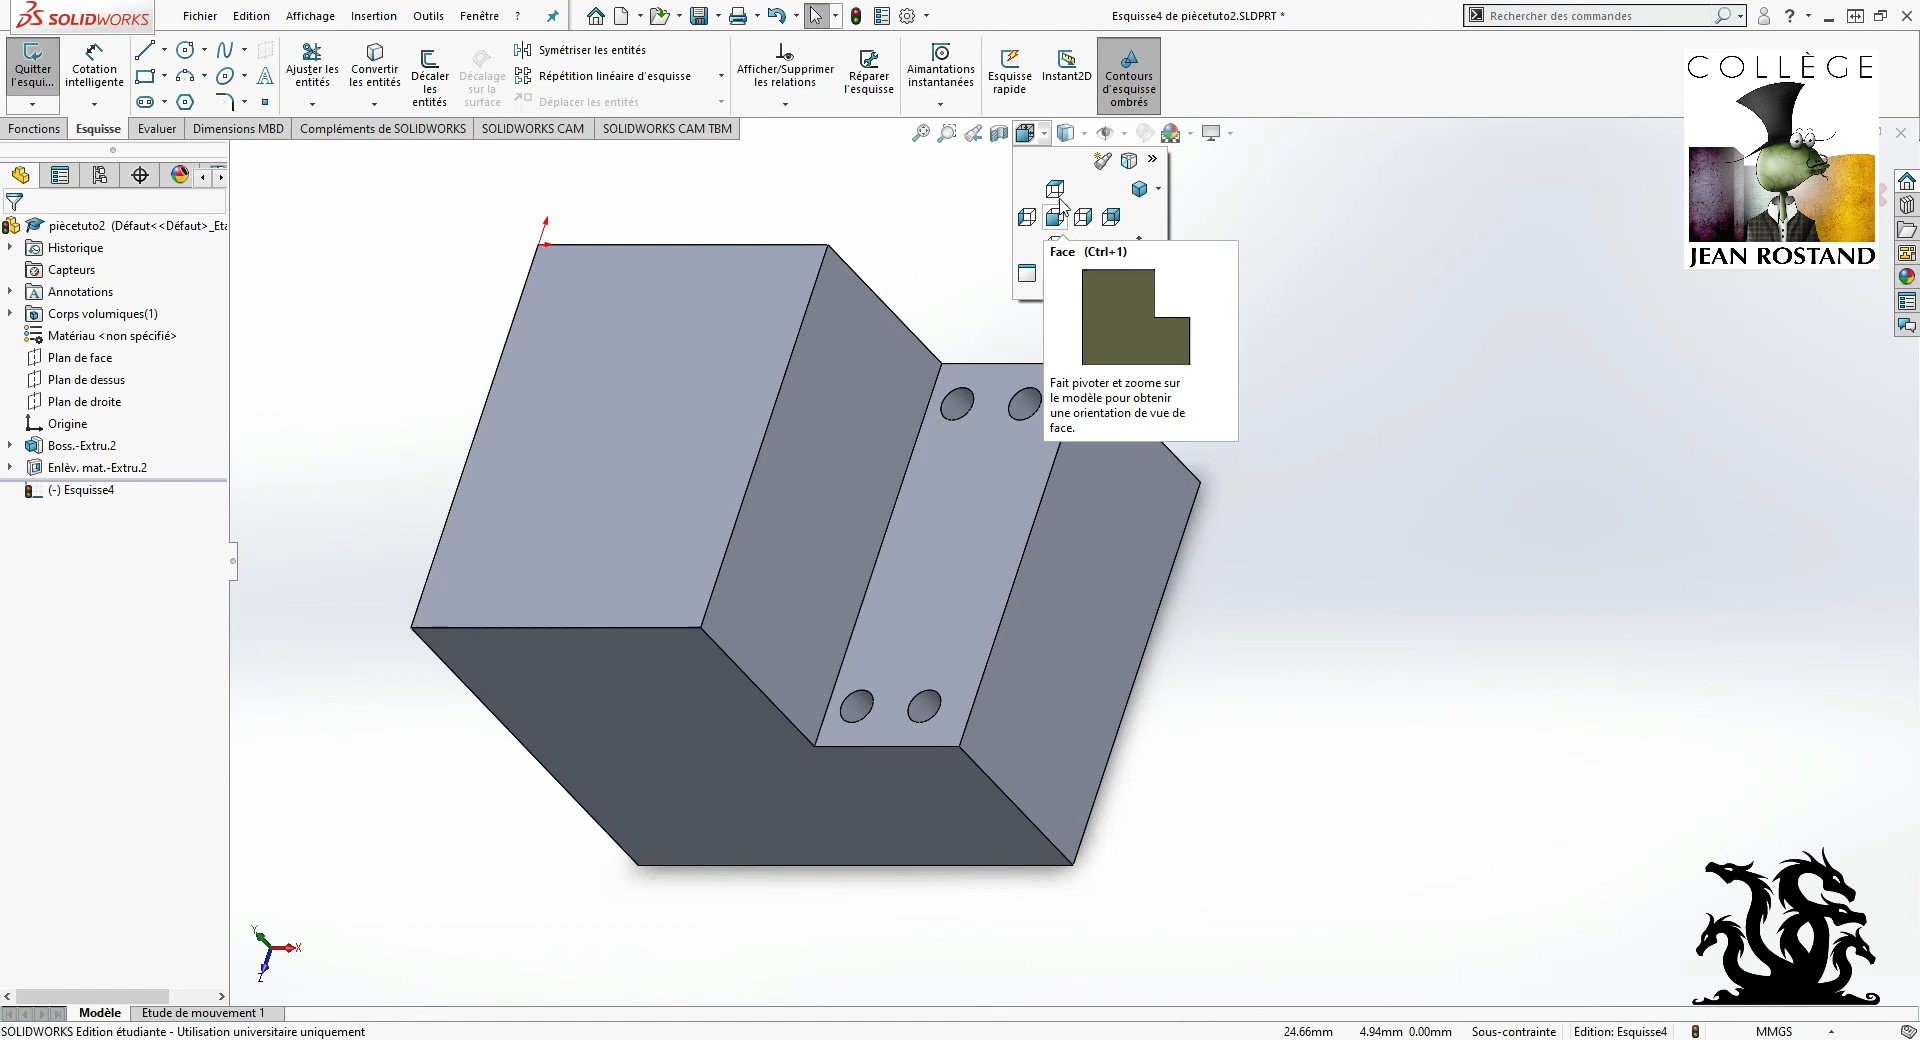 SOLIDWORKS
Fichier Edition Affichage Insertion Outils Fenêtre ?
Esquisse4 de piècetuto2.SLDPRT *
Rechercher des commandes
Quitter l'esqui...
Cotation intelligente
Ajuster les entités
Convertir les entités
Décaler les entités
Décalage sur la surface
Symétriser les entités
Répétition linéaire d'esquisse
Déplacer les entités
Afficher/Supprimer les relations
Réparer l'esquisse
Aimantations instantanées
Esquisse rapide
Instant2D
Contours d'esquisse ombrés
Fonctions Esquisse Evaluer Dimensions MBD Compléments de SOLIDWORKS SOLIDWORKS CAM SOLIDWORKS CAM TBM
COLLÈGE
JEAN ROSTAND
piècetuto2 (Défaut<<Défaut>_Eta
Historique
Capteurs
Annotations
Corps volumiques(1)
Matériau <non spécifié>
Plan de face
Plan de dessus
Plan de droite
Origine
Boss.-Extru.2
Enlèv. mat.-Extru.2
(-) Esquisse4
Face (Ctrl+1)
Fait pivoter et zoome sur
le modèle pour obtenir
une orientation de vue de
face.
Y
X
Z
Modèle Etude de mouvement 1
SOLIDWORKS Edition étudiante - Utilisation universitaire uniquement
24.66mm 4.94mm 0.00mm Sous-contrainte Edition: Esquisse4 MMGS